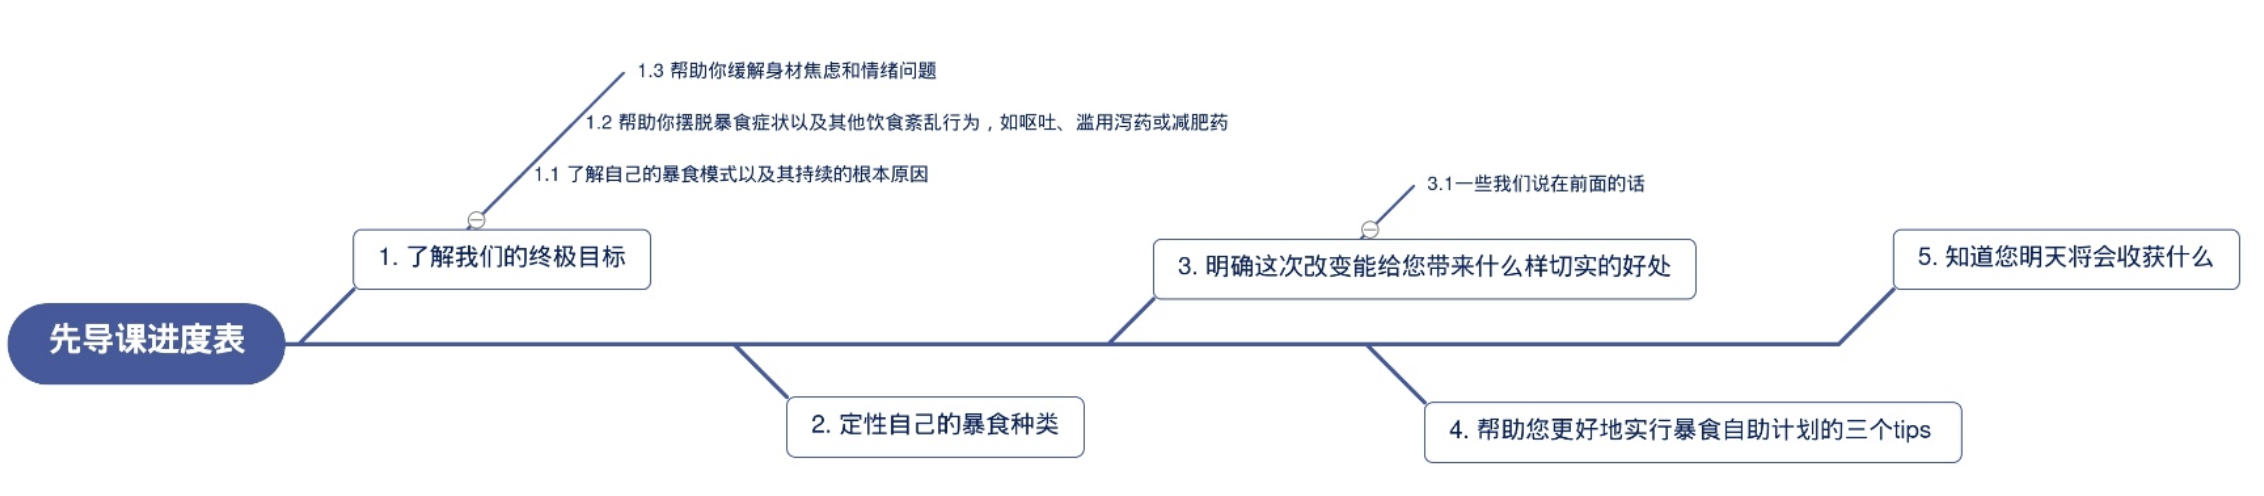 先导课进度表
1. 了解我们的终极目标
1.3 帮助你缓解身材焦虑和情绪问题
1.2 帮助你摆脱暴食症状以及其他饮食紊乱行为，如呕吐、滥用泻药或减肥药
1.1 了解自己的暴食模式以及其持续的根本原因
2. 定性自己的暴食种类
3. 明确这次改变能给您带来什么样切实的好处
3.1一些我们说在前面的话
4. 帮助您更好地实行暴食自助计划的三个tips
5. 知道您明天将会收获什么